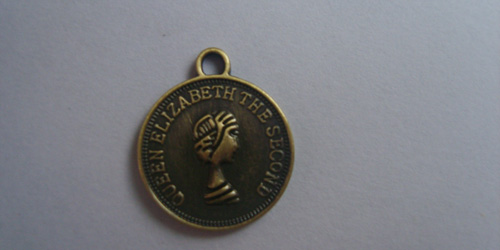 QUEEN ELIZABETH THE SECOND